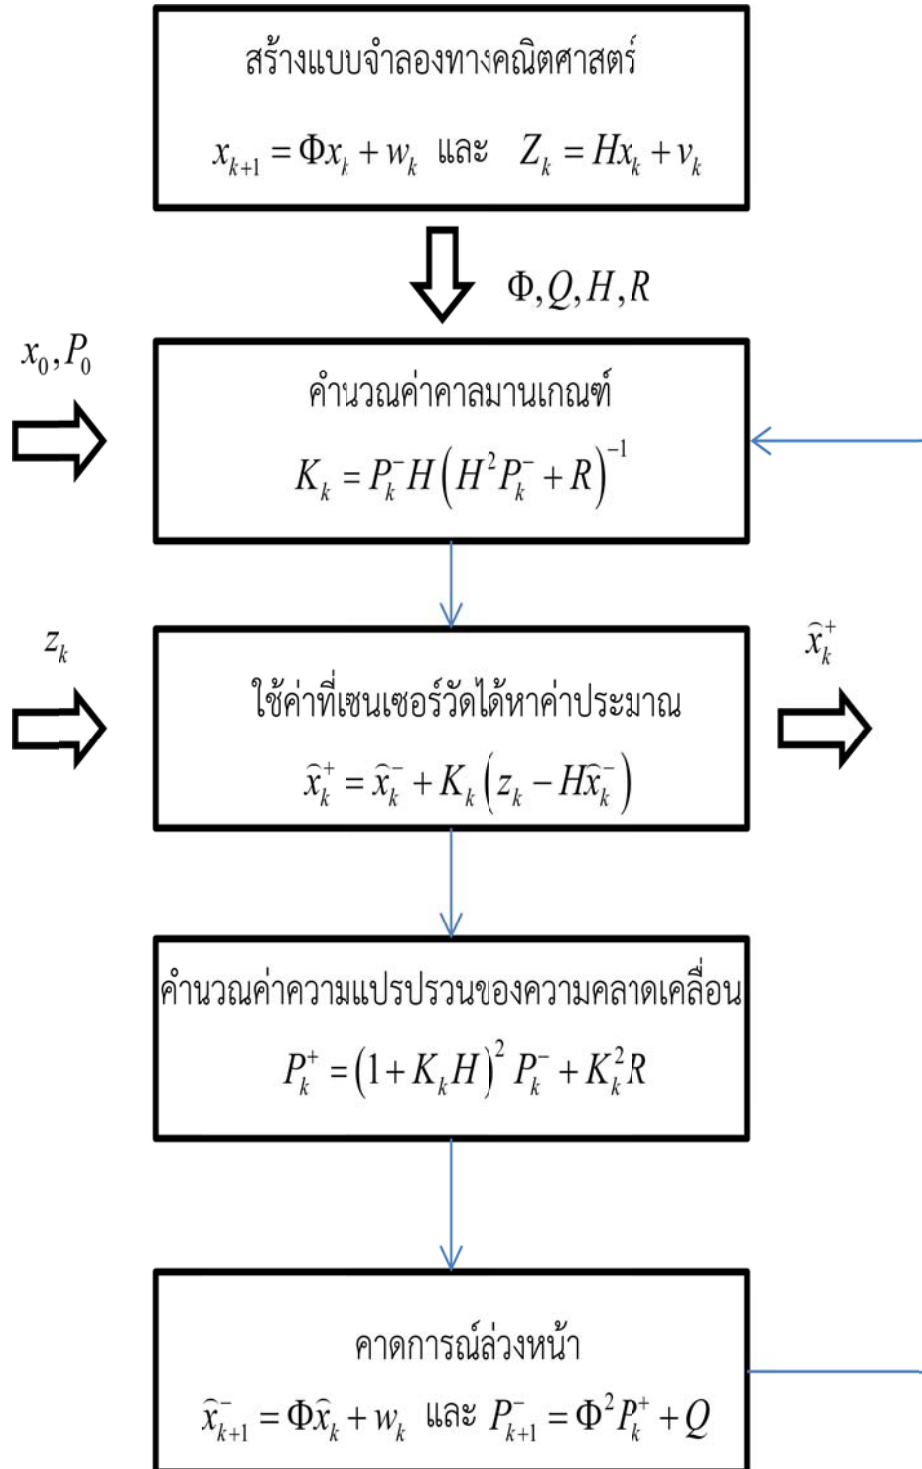 สร้างแบบจำลองทางคณิตศาสตร์
x_{k+1} = Φx_k + w_k และ Z_k = Hx_k + v_k
Φ, Q, H, R
x_0, P_0
คำนวณค่าคาลมานเกณฑ์
K_k = P_k^- H (H^2 P_k^- + R)^{-1}
z_k
ใช้ค่าที่เซนเซอร์วัดได้หาค่าประมาณ
x̂_k^+ = x̂_k^- + K_k (z_k − Hx̂_k^-)
x̂_k^+
คำนวณค่าความแปรปรวนของความคลาดเคลื่อน
P_k^+ = (1 + K_k H)^2 P_k^- + K_k^2 R
คาดการณ์ล่วงหน้า
x̂_{k+1}^- = Φx̂_k + w_k และ P_{k+1}^- = Φ^2 P_k^+ + Q